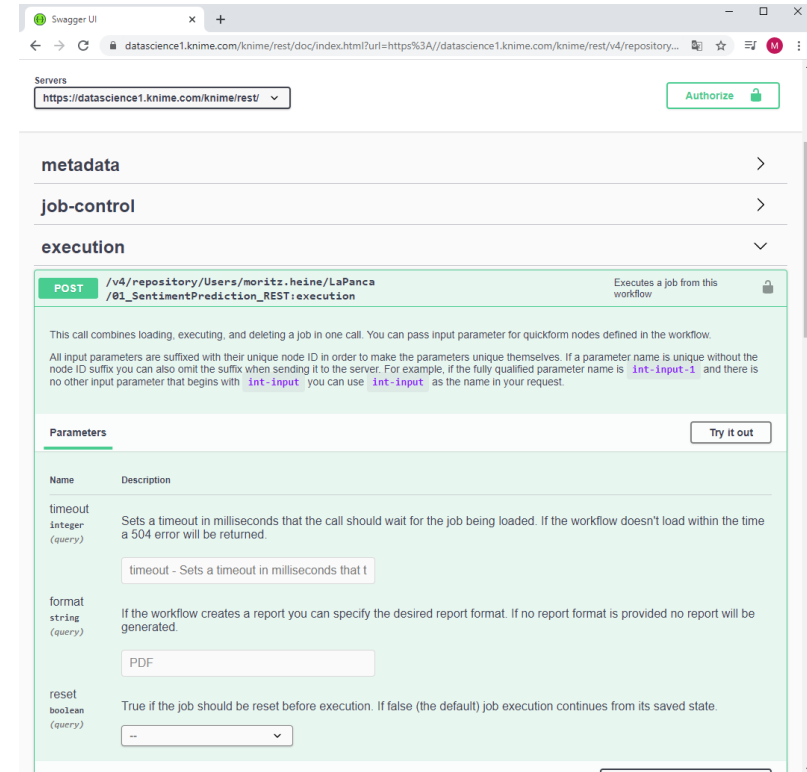 Swagger UI
datascience1.knime.com/knime/rest/doc/index.html?url=https%3A//datascience1.knime.com/knime/rest/v4/repository...
M
Servers
https://datascience1.knime.com/knime/rest/
Authorize
metadata
job-control
execution
POST
/v4/repository/Users/moritz.heine/LaPanca
/01_SentimentPrediction_REST:execution
Executes a job from this
workflow
This call combines loading, executing, and deleting a job in one call. You can pass input parameter for quickform nodes defined in the workflow.
All input parameters are suffixed with their unique node ID in order to make the parameters unique themselves. If a parameter name is unique without the
node ID suffix you can also omit the suffix when sending it to the server. For example, if the fully qualified parameter name is int-input-1 and there is
no other input parameter that begins with int-input you can use int-input as the name in your request.
Parameters
Try it out
Name Description
timeout
integer
(query)
Sets a timeout in milliseconds that the call should wait for the job being loaded. If the workflow doesn't load within the time
a 504 error will be returned.
timeout - Sets a timeout in milliseconds that t
format
string
(query)
If the workflow creates a report you can specify the desired report format. If no report format is provided no report will be
generated.
PDF
reset
boolean
(query)
True if the job should be reset before execution. If false (the default) job execution continues from its saved state.
--